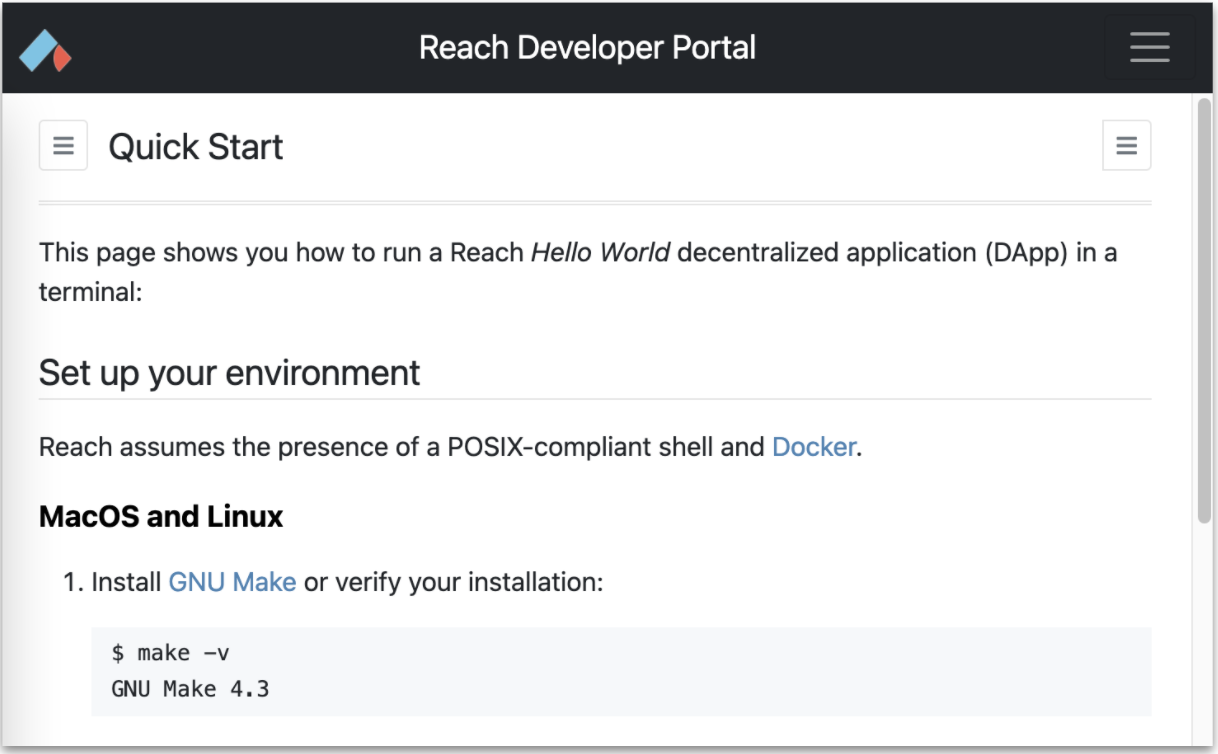 Reach Developer Portal
Quick Start
This page shows you how to run a Reach Hello World decentralized application (DApp) in a
terminal:
Set up your environment
Reach assumes the presence of a POSIX-compliant shell and Docker.
MacOS and Linux
1. Install GNU Make or verify your installation:
$ make -v
GNU Make 4.3